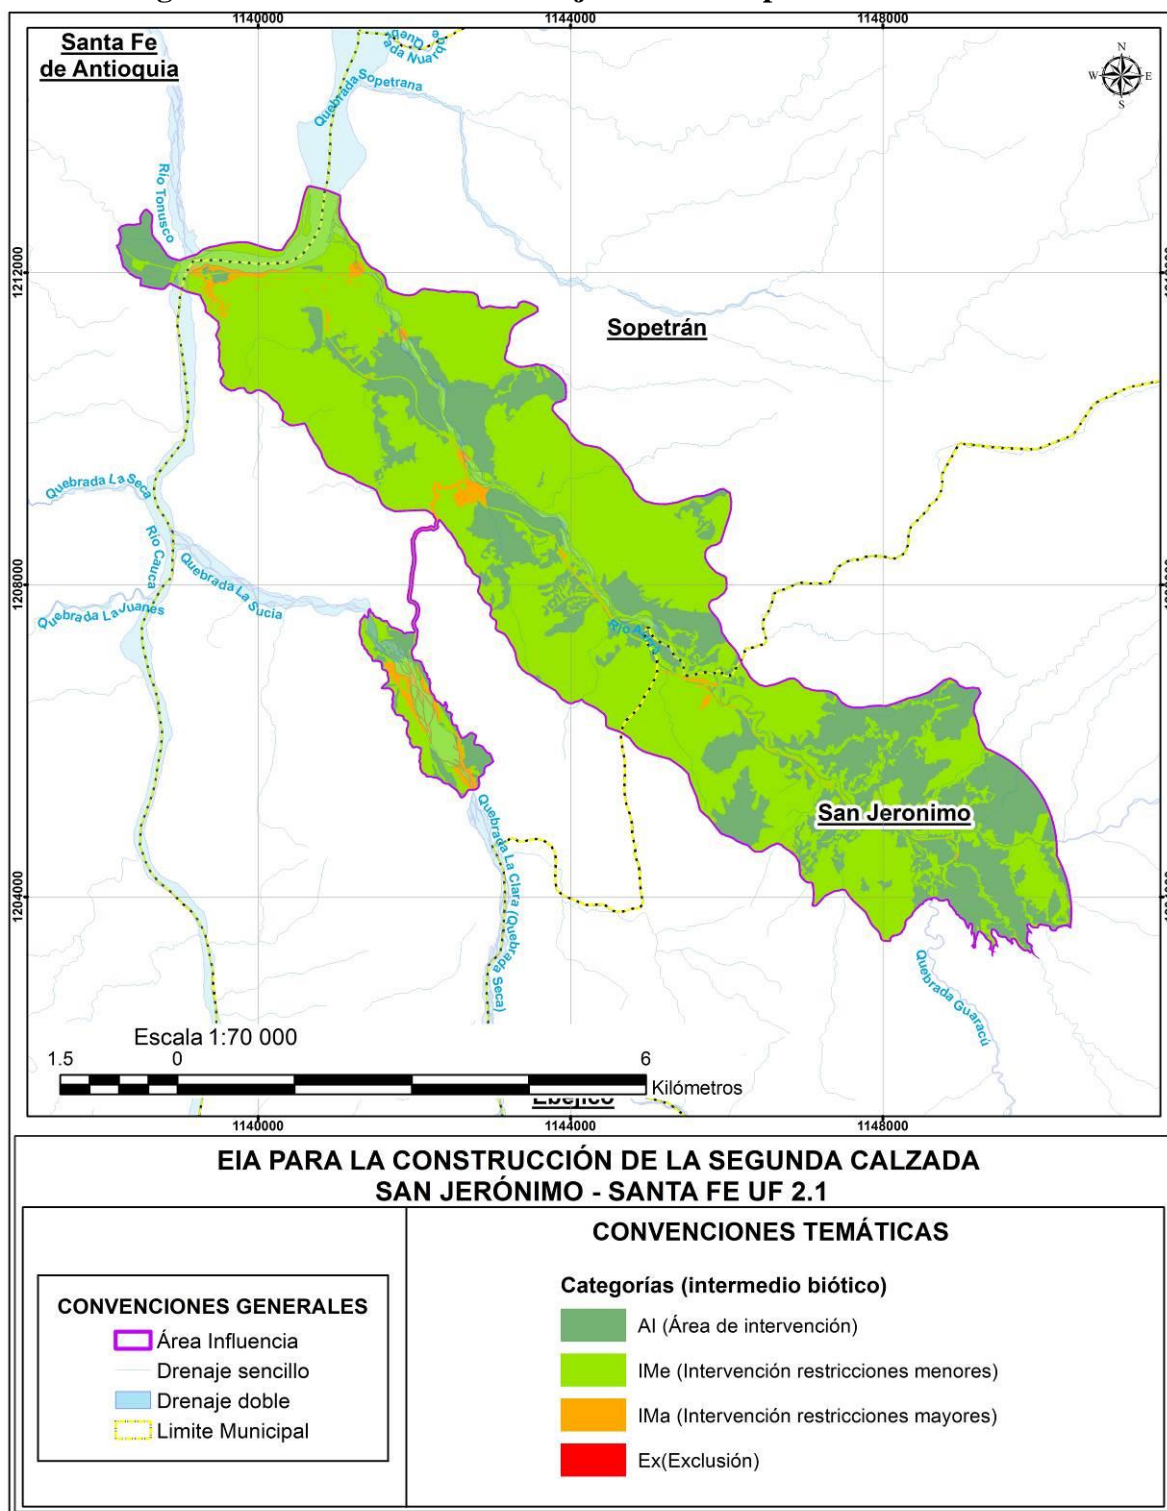 1140000
1144000
1148000
Santa Fe
de Antioquia
Quebrada Sopetrana
Río Tonusco
N
W E
S
1212000
Sopetrán
Quebrada La Seca
Río Cauca
Quebrada La Sucia
Quebrada La Juanes
1208000
San Jeronimo
1204000
Quebrada La Clara (Quebrada Seca)
Quebrada Guaracú
Escala 1:70 000
1.5 0 6
Kilómetros
Ebéjico
1140000
1144000
1148000
EIA PARA LA CONSTRUCCIÓN DE LA SEGUNDA CALZADA
SAN JERÓNIMO - SANTA FE UF 2.1
CONVENCIONES GENERALES
Área Influencia
Drenaje sencillo
Drenaje doble
Limite Municipal
CONVENCIONES TEMÁTICAS
Categorías (intermedio biótico)
AI (Área de intervención)
IMe (Intervención restricciones menores)
IMa (Intervención restricciones mayores)
Ex(Exclusión)